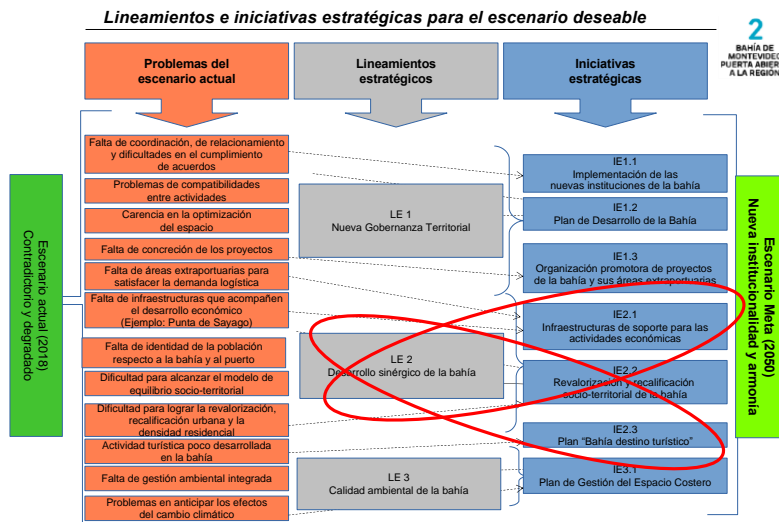 Lineamientos e iniciativas estratégicas para el escenario deseable
2
BAHÍA DE
MONTEVIDEO
PUERTA ABIER
A LA REGIÓN
Problemas del
escenario actual
Lineamientos
estratégicos
Iniciativas
estratégicas
Escenario actual (2018)
Contradictorio y degradado
Falta de coordinación, de relacionamiento
y dificultades en el cumplimiento
de acuerdos
Problemas de compatibilidades
entre actividades
Carencia en la optimización
del espacio
Falta de concreción de los proyectos
Falta de áreas extraportuarias para
satisfacer la demanda logística
Falta de infraestructuras que acompañen
el desarrollo económico
(Ejemplo: Punta de Sayago)
Falta de identidad de la población
respecto a la bahía y al puerto
Dificultad para alcanzar el modelo de
equilibrio socio-territorial
Dificultad para lograr la revalorización,
recalificación urbana y la
densidad residencial
Actividad turística poco desarrollada
en la bahía
Falta de gestión ambiental integrada
Problemas en anticipar los efectos
del cambio climático
LE 1
Nueva Gobernanza Territorial
LE 2
Desarrollo sinérgico de la bahía
LE 3
Calidad ambiental de la bahía
IE1.1
Implementación de las
nuevas instituciones de la bahía
IE1.2
Plan de Desarrollo de la Bahía
IE1.3
Organización promotora de proyectos
de la bahía y sus áreas extraportuarias
IE2.1
Infraestructuras de soporte para las
actividades económicas
IE2.2
Revalorización y recalificación
socio-territorial de la bahía
IE2.3
Plan “Bahía destino turístico”
IE3.1
Plan de Gestión del Espacio Costero
Escenario Meta (2050)
Nueva institucionalidad y armonía